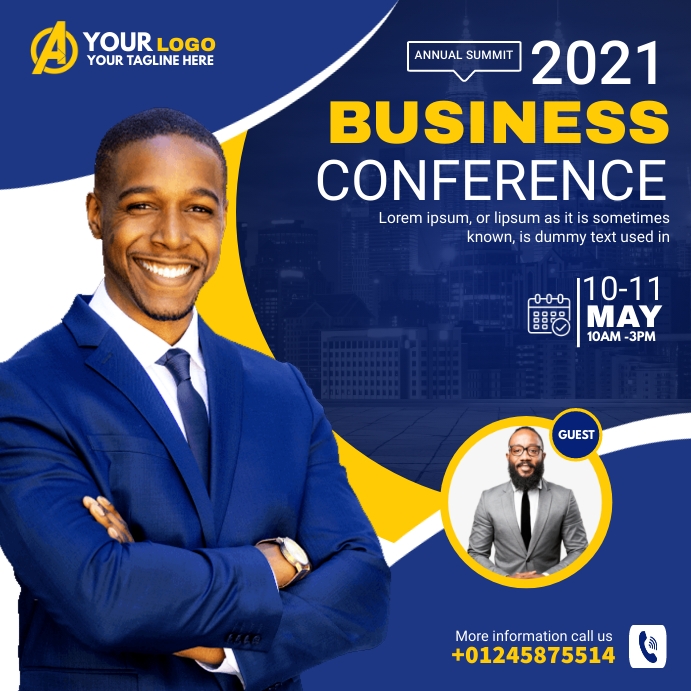 YOUR LOGO
YOUR TAGLINE HERE
ANNUAL SUMMIT
2021
BUSINESS
CONFERENCE
Lorem ipsum, or lipsum as it is sometimes
known, is dummy text used in
10-11
MAY
10AM -3PM
GUEST
More information call us
+01245875514